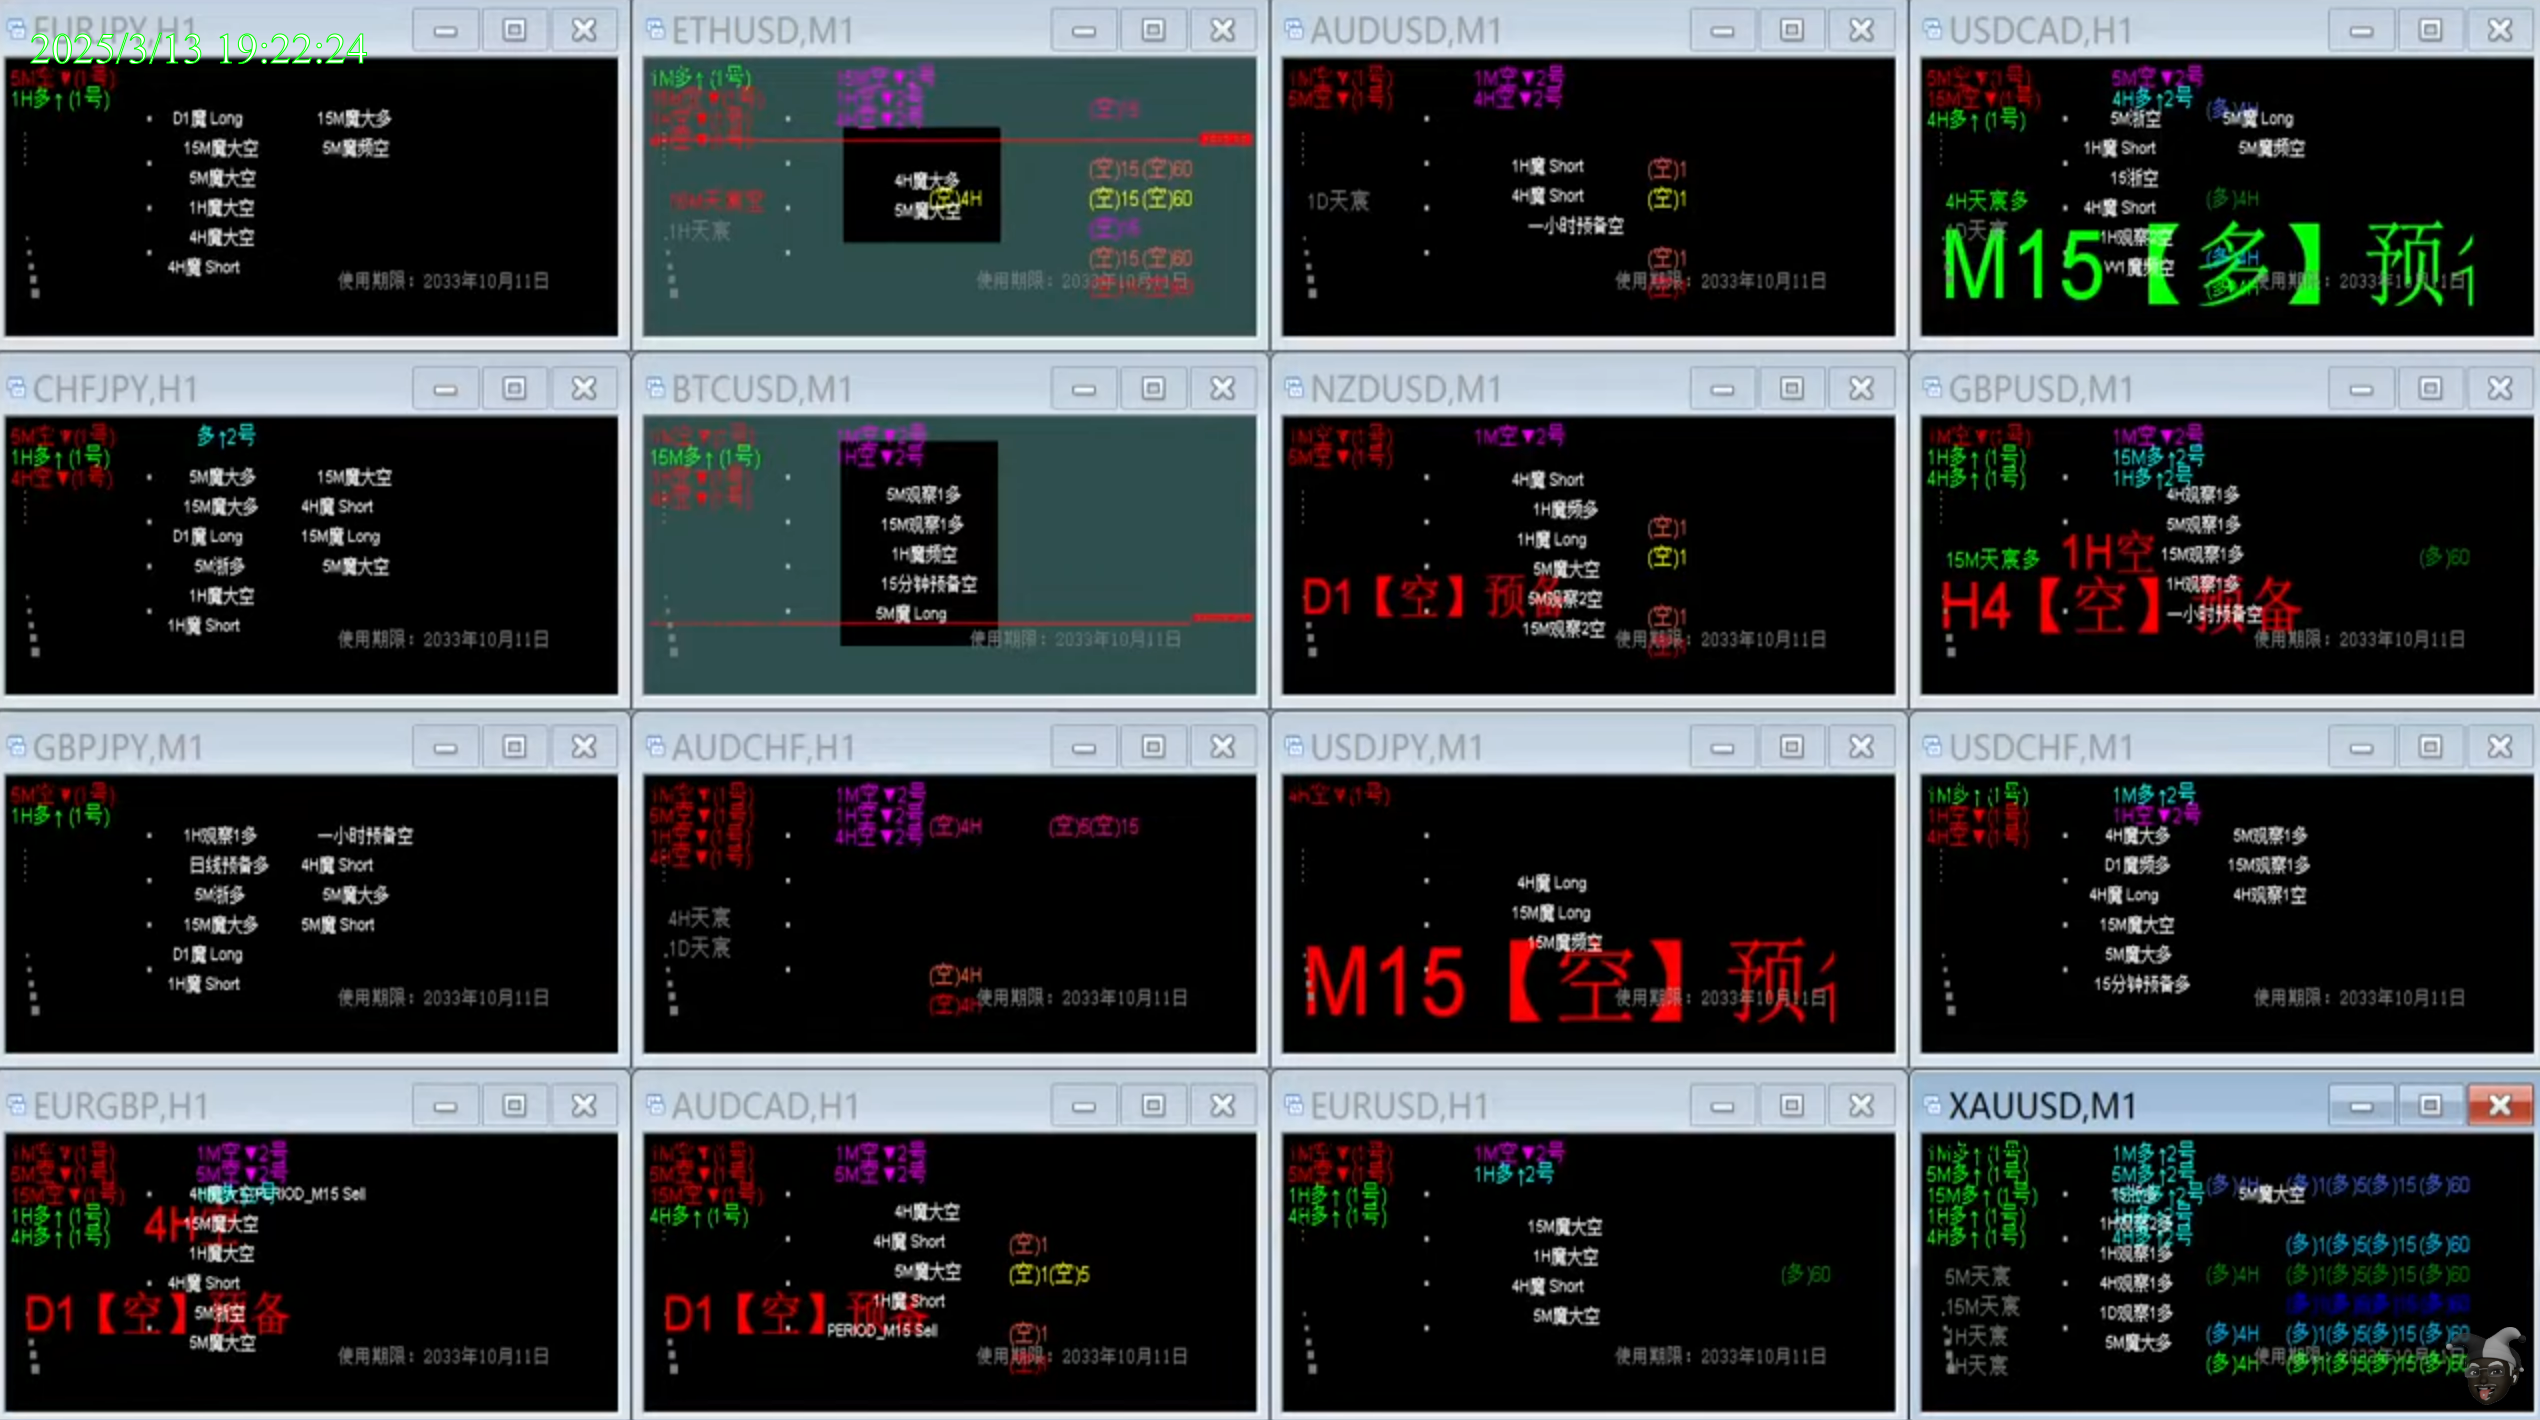 EURJPY,H1
2025/3/13 19:22:24
5M空▼(1号)
1H多↑(1号)
D1魔 Long 15M魔大多
15M魔大空 5M魔频空
5M魔大空
1H魔大空
4H魔大空
4H魔 Short
使用期限：2033年10月11日
ETHUSD,M1
1M多↑(1号) 15M空▼2号
1H空▼2号
4H空▼2号
4H空▼(1号)
(空)15(空)60
4H魔大多
(空)4H (空)15(空)60
5M魔大空
1H天宸
(空)15(空)60
使用期限：2033年10月11日
AUDUSD,M1
1M空▼(1号) 1M空▼2号
5M空▼(1号) 4H空▼2号
1H魔 Short (空)1
1D天宸 4H魔 Short (空)1
一小时预备空
(空)1
使用期限：2033年10月11日
USDCAD,H1
5M空▼(1号) 5M空▼2号
15M空▼(1号) 4H多↑2号 (多)4H
4H多↑(1号) 5M浙空 5M魔 Long
1H魔 Short 5M魔频空
15浙空
4H天宸多 4H魔 Short (多)4H
1D天宸
M15【多】预
W1魔频空
使用期限：2033年10月11日
CHFJPY,H1
5M空▼(1号) 多↑2号
1H多↑(1号)
4H空▼(1号)
5M魔大多 15M魔大空
15M魔大多 4H魔 Short
D1魔 Long 15M魔 Long
5M浙多 5M魔大空
1H魔大空
1H魔 Short
使用期限：2033年10月11日
BTCUSD,M1
1M空▼(1号) 1M空▼2号
15M多↑(1号) 1H空▼2号
1H空▼(1号)
4H空▼(1号)
5M观察1多
15M观察1多
1H魔频空
15分钟预备空
5M魔 Long
使用期限：2033年10月11日
NZDUSD,M1
1M空▼(1号) 1M空▼2号
5M空▼(1号)
4H魔 Short
1H魔频多
(空)1
1H魔 Long
(空)1
5M魔大空
D1【空】预备
5M观察2空
15M观察2空 (空)1
使用期限：2033年10月11日
GBPUSD,M1
1M空▼(1号) 1M空▼2号
1H多↑(1号) 15M多↑2号
4H多↑(1号) 1H多↑2号
4H观察1多
5M观察1多
15M天宸多 1H空 15M观察1多 (多)60
1H观察1多
H4【空】预备
一小时预备空
使用期限：2033年10月11日
GBPJPY,M1
5M空▼(1号)
1H多↑(1号)
1H观察1多 一小时预备空
日线预备多 4H魔 Short
5M浙多 5M魔大多
15M魔大多 5M魔 Short
D1魔 Long
1H魔 Short
使用期限：2033年10月11日
AUDCHF,H1
1M空▼(1号) 1M空▼2号
5M空▼(1号) 1H空▼2号
1H空▼(1号) 4H空▼2号 (空)4H (空)5(空)15
4H空▼(1号)
4H天宸
1D天宸
(空)4H
(空)4H
使用期限：2033年10月11日
USDJPY,M1
4H空▼(1号)
4H魔 Long
15M魔 Long
15M魔频空
M15【空】预
使用期限：2033年10月11日
USDCHF,M1
1M多↑(1号) 1M多↑2号
1H空▼(1号) 1H空▼2号
4H空▼(1号)
4H魔大多 5M观察1多
D1魔频多 15M观察1多
4H魔 Long 4H观察1空
15M魔大空
5M魔大多
15分钟预备多
使用期限：2033年10月11日
EURGBP,H1
1M空▼(1号) 1M空▼2号
5M空▼(1号) 5M空▼2号
15M空▼(1号) 4H魔大空 PERIOD_M15 Sell
1H多↑(1号) 4H空 15M魔大空
4H多↑(1号)
1H魔大空
4H魔 Short
D1【空】预备
5M浙空
5M魔大空
使用期限：2033年10月11日
AUDCAD,H1
1M空▼(1号) 1M空▼2号
5M空▼(1号) 5M空▼2号
15M空▼(1号)
4H多↑(1号) 4H魔大空
4H魔 Short (空)1
5M魔大空 (空)1(空)5
1H魔 Short
D1【空】预备
PERIOD_M15 Sell (空)1
使用期限：2033年10月11日
EURUSD,H1
1M空▼(1号) 1M空▼2号
5M空▼(1号) 1H多↑2号
1H多↑(1号)
4H多↑(1号)
15M魔大空
1H魔大空
4H魔 Short (多)60
5M魔大空
使用期限：2033年10月11日
XAUUSD,M1
1M多↑(1号) 1M多↑2号
5M多↑(1号) 5M多↑2号
15M多↑(1号) (多)4H (多)1(多)5(多)15(多)60
5M魔大空
1H多↑(1号) 1H观察2多
4H多↑(1号) 4H多↑2号 (多)1(多)5(多)15(多)60
1H观察1多
5M天宸 4H观察1多 (多)4H (多)1(多)5(多)15(多)60
15M天宸 1D观察1多
1H天宸 5M魔大多 (多)4H (多)1(多)5(多)15(多)60
4H天宸 (多)4H (多)1(多)5(多)15(多)60